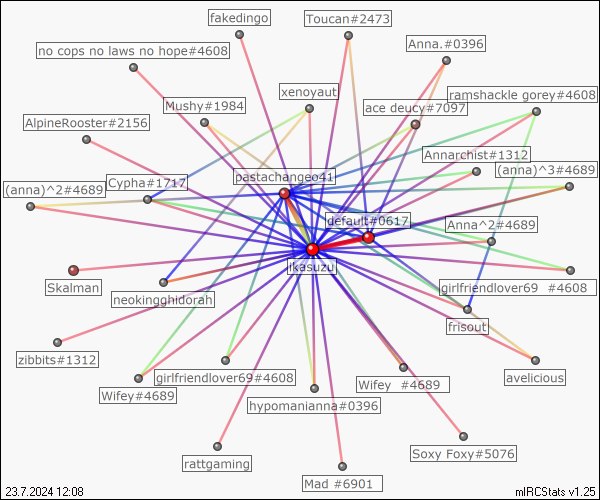 fakedingo
Toucan#2473
no cops no laws no hope#4608
Anna.#0396
xenoyaut
ramshackle gorey#4608
Mushy#1984
ace deucy#7097
AlpineRooster#2156
Annarchist#1312
pastachangeo41
(anna)^3#4689
(anna)^2#4689
Cypha#1717
default#0617
Anna^2#4689
ikasuzu
Skalman
girlfriendlover69 #4608
neokingghidorah
frisout
zibbits#1312
girlfriendlover69#4608
avelicious
Wifey#4689
Wifey #4689
hypomanianna#0396
rattgaming
Soxy Foxy#5076
Mad #6901
23.7.2024 12:08
mIRCStats v1.25